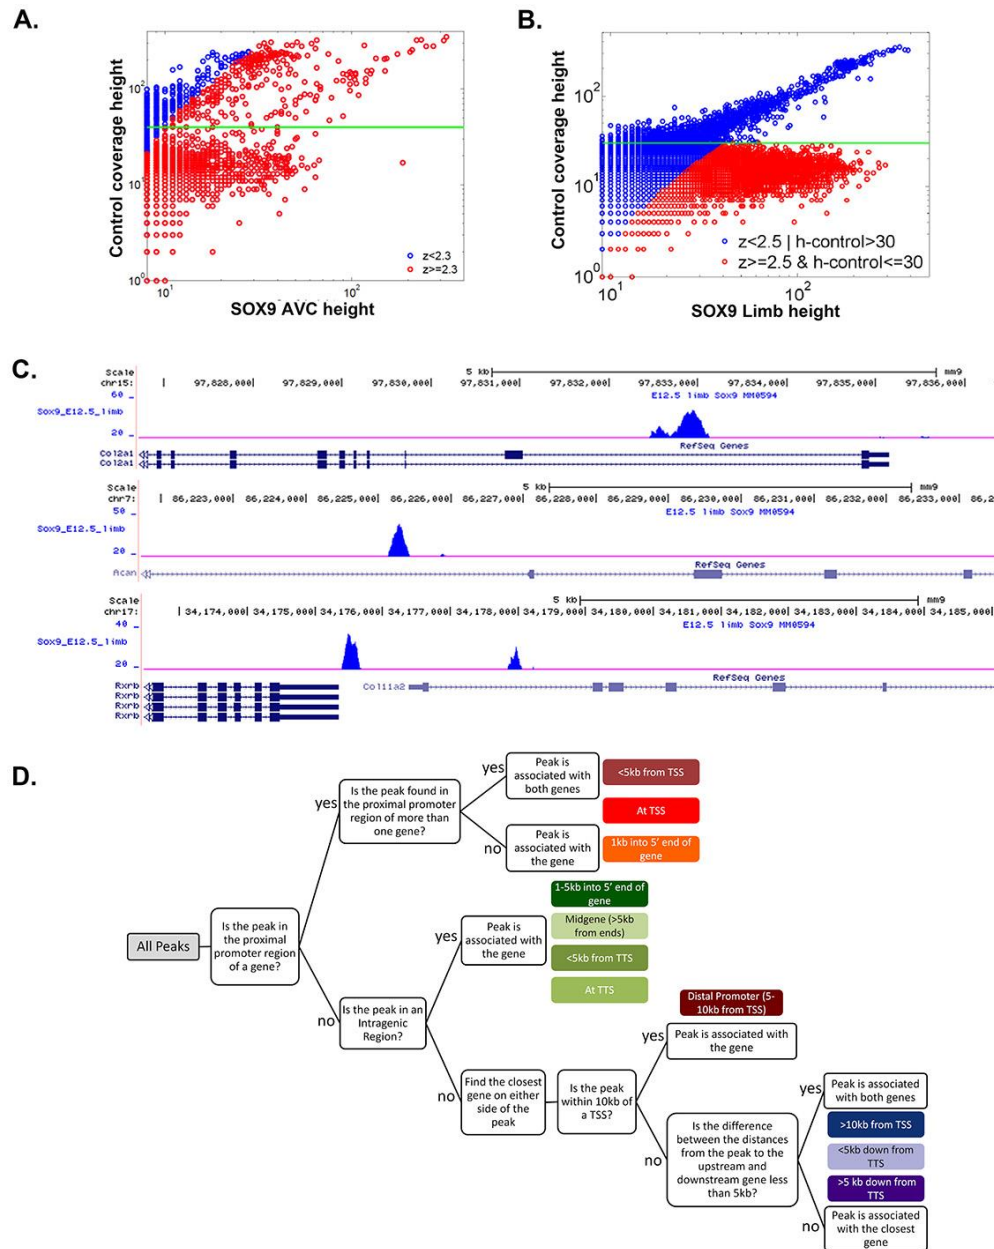 A.
Control coverage height
10²
10¹
10⁰
10¹
10²
z<2.3
z>=2.3
SOX9 AVC height
B.
Control coverage height
10²
10¹
10⁰
10¹
10²
z<2.5 | h-control>30
z>=2.5 & h-control<=30
SOX9 Limb height
C.
Scale
5 kb
mm9
chr15:
97,828,000
97,829,000
97,830,000
97,831,000
97,832,000
97,833,000
97,834,000
97,835,000
97,836,000
60 _
E12.5 limb Sox9 MM0594
Sox9_E12.5_limb
20 _
RefSeq Genes
Col2a1
Col2a1
Scale
5 kb
mm9
chr7:
86,223,000
86,224,000
86,225,000
86,226,000
86,227,000
86,228,000
86,229,000
86,230,000
86,231,000
86,232,000
86,233,000
50 _
E12.5 limb Sox9 MM0594
Sox9_E12.5_limb
20 _
RefSeq Genes
Acan
Scale
5 kb
mm9
chr17:
34,174,000
34,175,000
34,176,000
34,177,000
34,178,000
34,179,000
34,180,000
34,181,000
34,182,000
34,183,000
34,184,000
34,185,000
40 _
E12.5 limb Sox9 MM0594
Sox9_E12.5_limb
20 _
RefSeq Genes
Rxrb
Col11a2
Rxrb
Rxrb
Rxrb
D.
All Peaks
Is the peak in
the proximal
promoter region
of a gene?
yes
Is the peak found in
the proximal promoter
region of more than
one gene?
yes
Peak is
associated with
both genes
no
Peak is
associated with
the gene
<5kb from TSS
At TSS
1kb into 5' end of
gene
no
Is the peak in an
Intragenic
Region?
yes
Peak is
associated with
the gene
1-5kb into 5' end of
gene
Midgene (>5kb
from ends)
<5kb from TTS
At TTS
no
Find the closest
gene on either
side of the
peak
Is the peak
within 10kb of
a TSS?
yes
Distal Promoter (5-
10kb from TSS)
Peak is associated with
the gene
no
Is the difference
between the distances
from the peak to the
upstream and
downstream gene less
than 5kb?
yes
Peak is associated
with both genes
>10kb from TSS
<5kb down from
TTS
>5 kb down from
TTS
no
Peak is associated
with the closest
gene